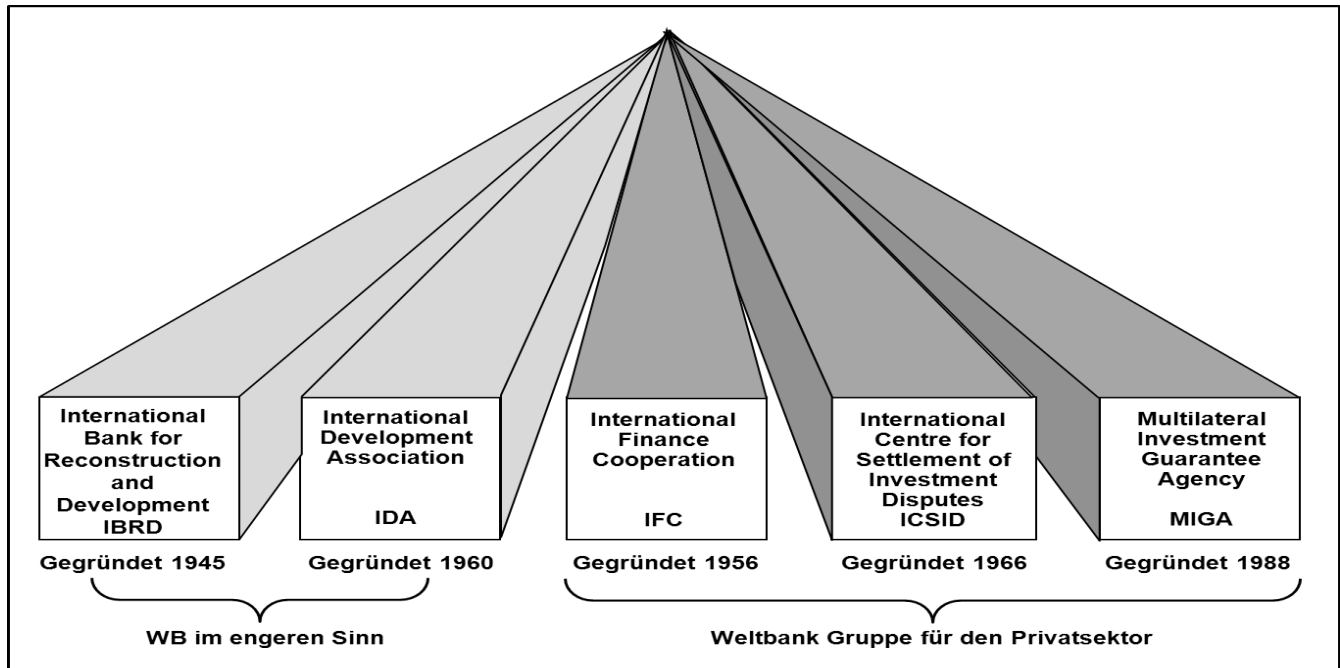 International
Bank for
Reconstruction
and
Development
IBRD
International
Development
Association
IDA
International
Finance
Cooperation
IFC
International
Centre for
Settlement of
Investment
Disputes
ICSID
Multilateral
Investment
Guarantee
Agency
MIGA
Gegründet 1945
Gegründet 1960
Gegründet 1956
Gegründet 1966
Gegründet 1988
WB im engeren Sinn
Weltbank Gruppe für den Privatsektor